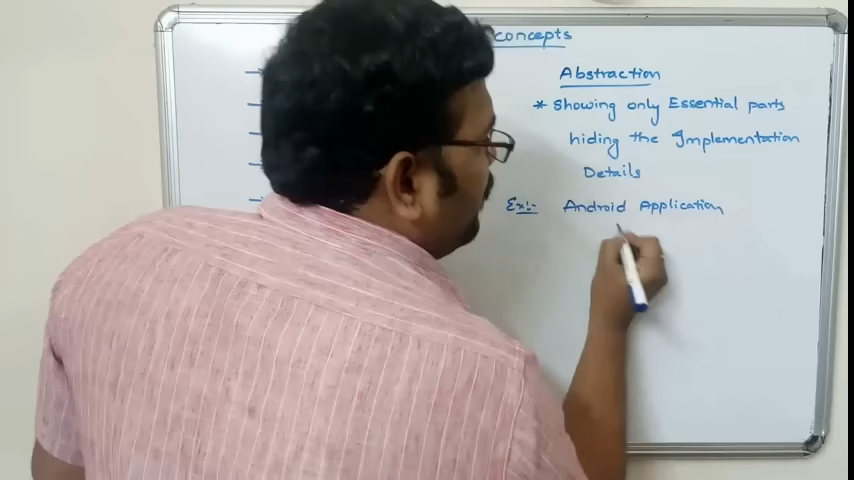 concepts
Abstraction
* Showing only Essential parts
hiding the Implementation
Details
Ex:- Android Application